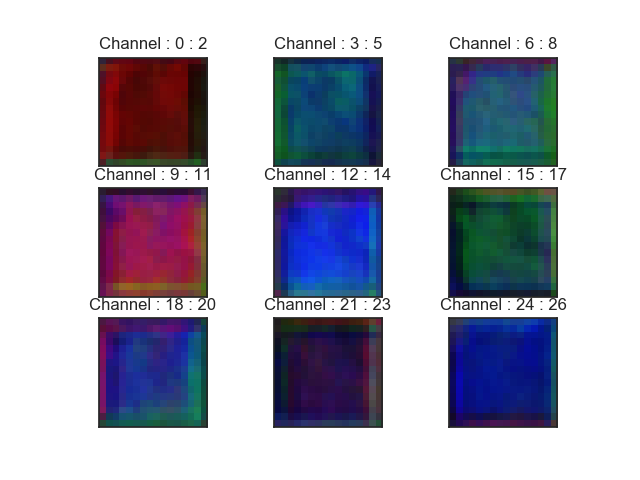 Channel : 0 : 2
Channel : 3 : 5
Channel : 6 : 8
Channel : 9 : 11
Channel : 12 : 14
Channel : 15 : 17
Channel : 18 : 20
Channel : 21 : 23
Channel : 24 : 26